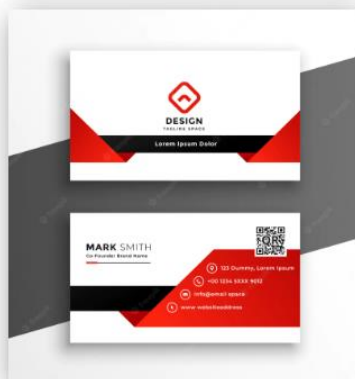 DESIGN
TAGLINE SPACE
Lorem Ipsum Dolor
MARK SMITH
Co-Founder Brand Name
123 Dummy, Lorem Ipsum
+00 1234 5XXX 9012
info@email space
www websiteaddress